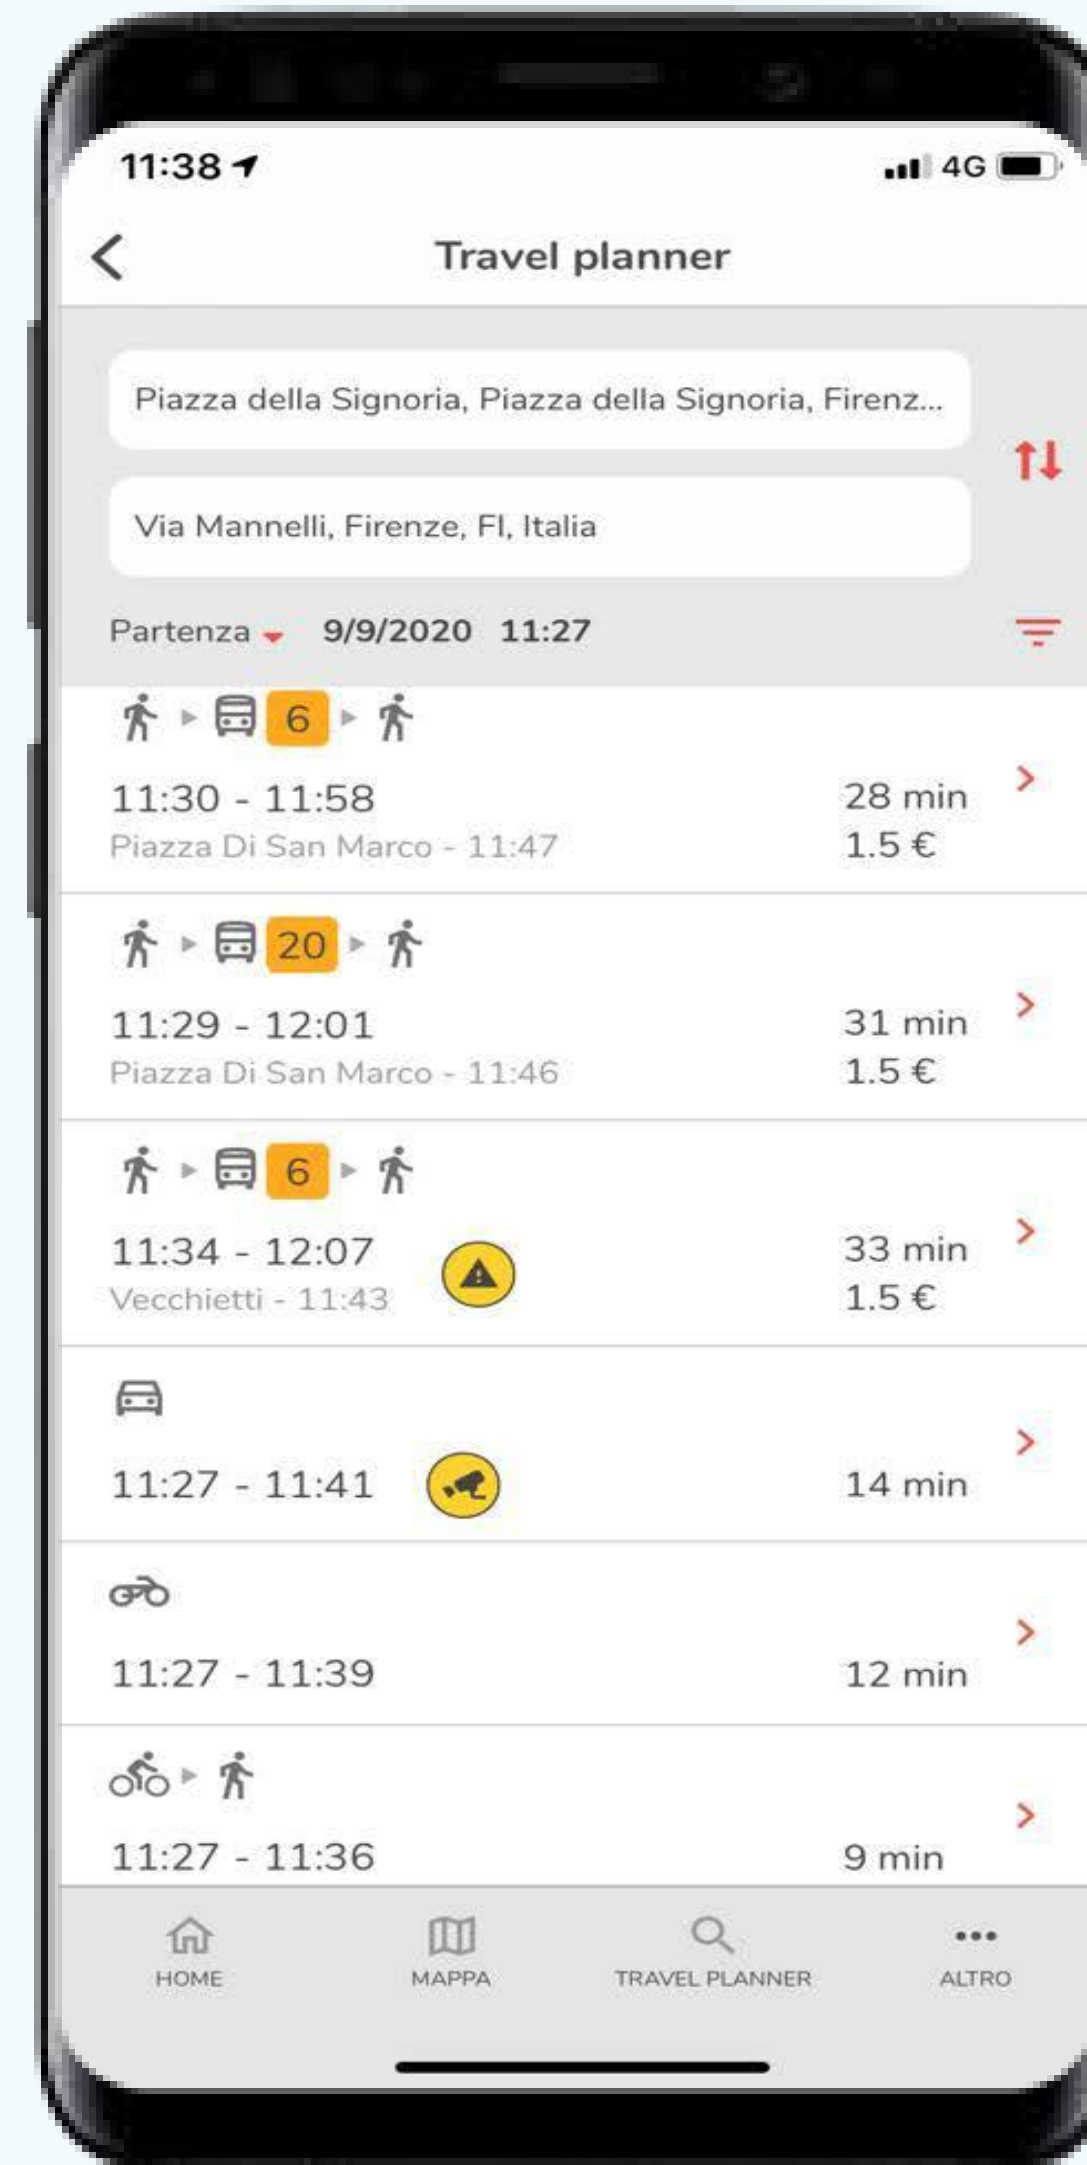 11:38 4G
Travel planner
Piazza della Signoria, Piazza della Signoria, Firenz...
Via Mannelli, Firenze, FI, Italia
Partenza 9/9/2020 11:27
6
11:30 - 11:58 28 min
Piazza Di San Marco - 11:47 1.5 €
20
11:29 - 12:01 31 min
Piazza Di San Marco - 11:46 1.5 €
6
11:34 - 12:07 33 min
Vecchietti - 11:43 1.5 €
11:27 - 11:41 14 min
11:27 - 11:39 12 min
11:27 - 11:36 9 min
HOME MAPPA TRAVEL PLANNER ALTRO